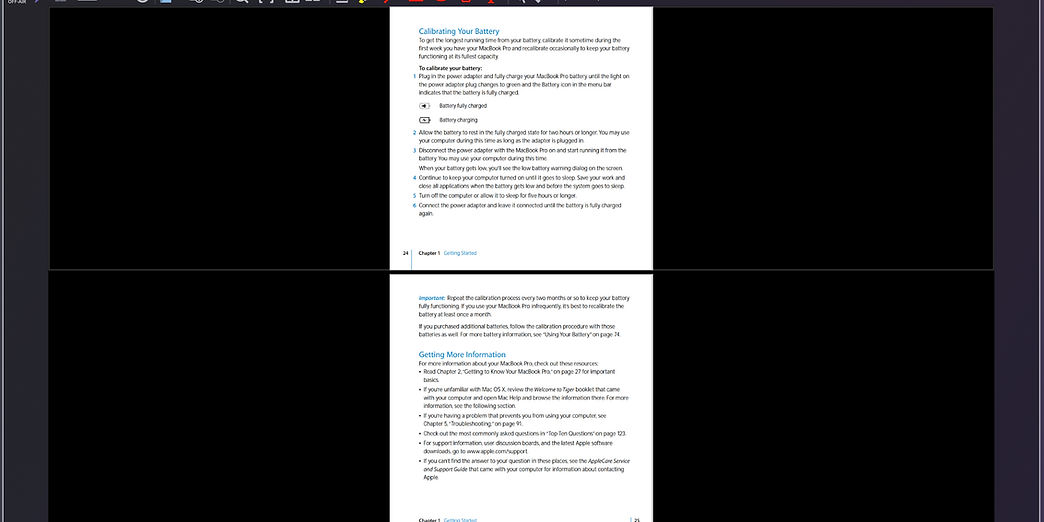 OFF-AIR
Calibrating Your Battery
To get the longest running time from your battery, calibrate it sometime during the
first week you have your MacBook Pro and recalibrate occasionally to keep your battery
functioning at its fullest capacity.
To calibrate your battery:
1 Plug in the power adapter and fully charge your MacBook Pro battery until the light on
the power adapter plug changes to green and the Battery icon in the menu bar
indicates that the battery is fully charged.
Battery fully charged
Battery charging
2 Allow the battery to rest in the fully charged state for two hours or longer. You may use
your computer during this time as long as the adapter is plugged in.
3 Disconnect the power adapter with the MacBook Pro on and start running it from the
battery. You may use your computer during this time.
When your battery gets low, you'll see the low battery warning dialog on the screen.
4 Continue to keep your computer turned on until it goes to sleep. Save your work and
close all applications when the battery gets low and before the system goes to sleep.
5 Turn off the computer or allow it to sleep for five hours or longer.
6 Connect the power adapter and leave it connected until the battery is fully charged
again.
24 Chapter 1 Getting Started
Important: Repeat the calibration process every two months or so to keep your battery
fully functioning. If you use your MacBook Pro infrequently, it's best to recalibrate the
battery at least once a month.
If you purchased additional batteries, follow the calibration procedure with those
batteries as well. For more battery information, see "Using Your Battery" on page 74.
Getting More Information
For more information about your MacBook Pro, check out these resources:
• Read Chapter 2, "Getting to Know Your MacBook Pro," on page 27 for important
basics.
• If you're unfamiliar with Mac OS X, review the Welcome to Tiger booklet that came
with your computer and open Mac Help and browse the information there. For more
information, see the following section.
• If you're having a problem that prevents you from using your computer, see
Chapter 5, "Troubleshooting," on page 91.
• Check out the most commonly asked questions in "Top Ten Questions" on page 123.
• For support information, user discussion boards, and the latest Apple software
downloads, go to www.apple.com/support.
• If you can't find the answer to your question in these places, see the AppleCare Service
and Support Guide that came with your computer for information about contacting
Apple.
Chapter 1 Getting Started 25